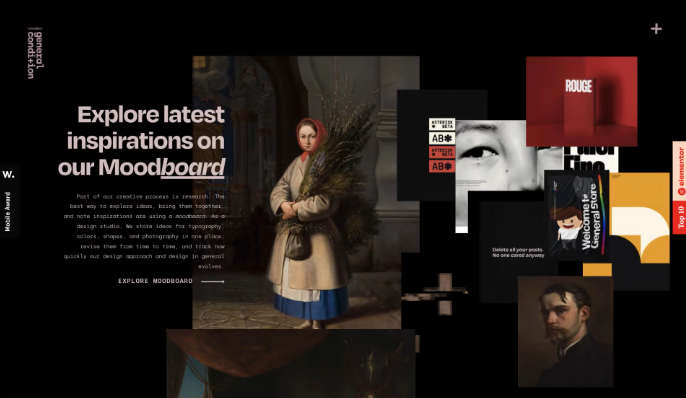 general
condition
Explore latest
inspirations on
our Moodboard
Part of our creative process is research. The
best way to explore ideas, bring them together,
and note inspirations are using a moodboard. As a
design studio, We store ideas for typography,
colors, shapes, and photography in one place,
revise them from time to time, and track how
quickly our design approach and design in general
evolves.
EXPLORE MOODBOARD
W.
Mobile Award
ASTERISK
BETA
AB✱
ASTERISK
BETA
AB✱
ROUGE
Welcome to
General Store
Delete all your posts.
No one cared anyway
elementor
Top 10